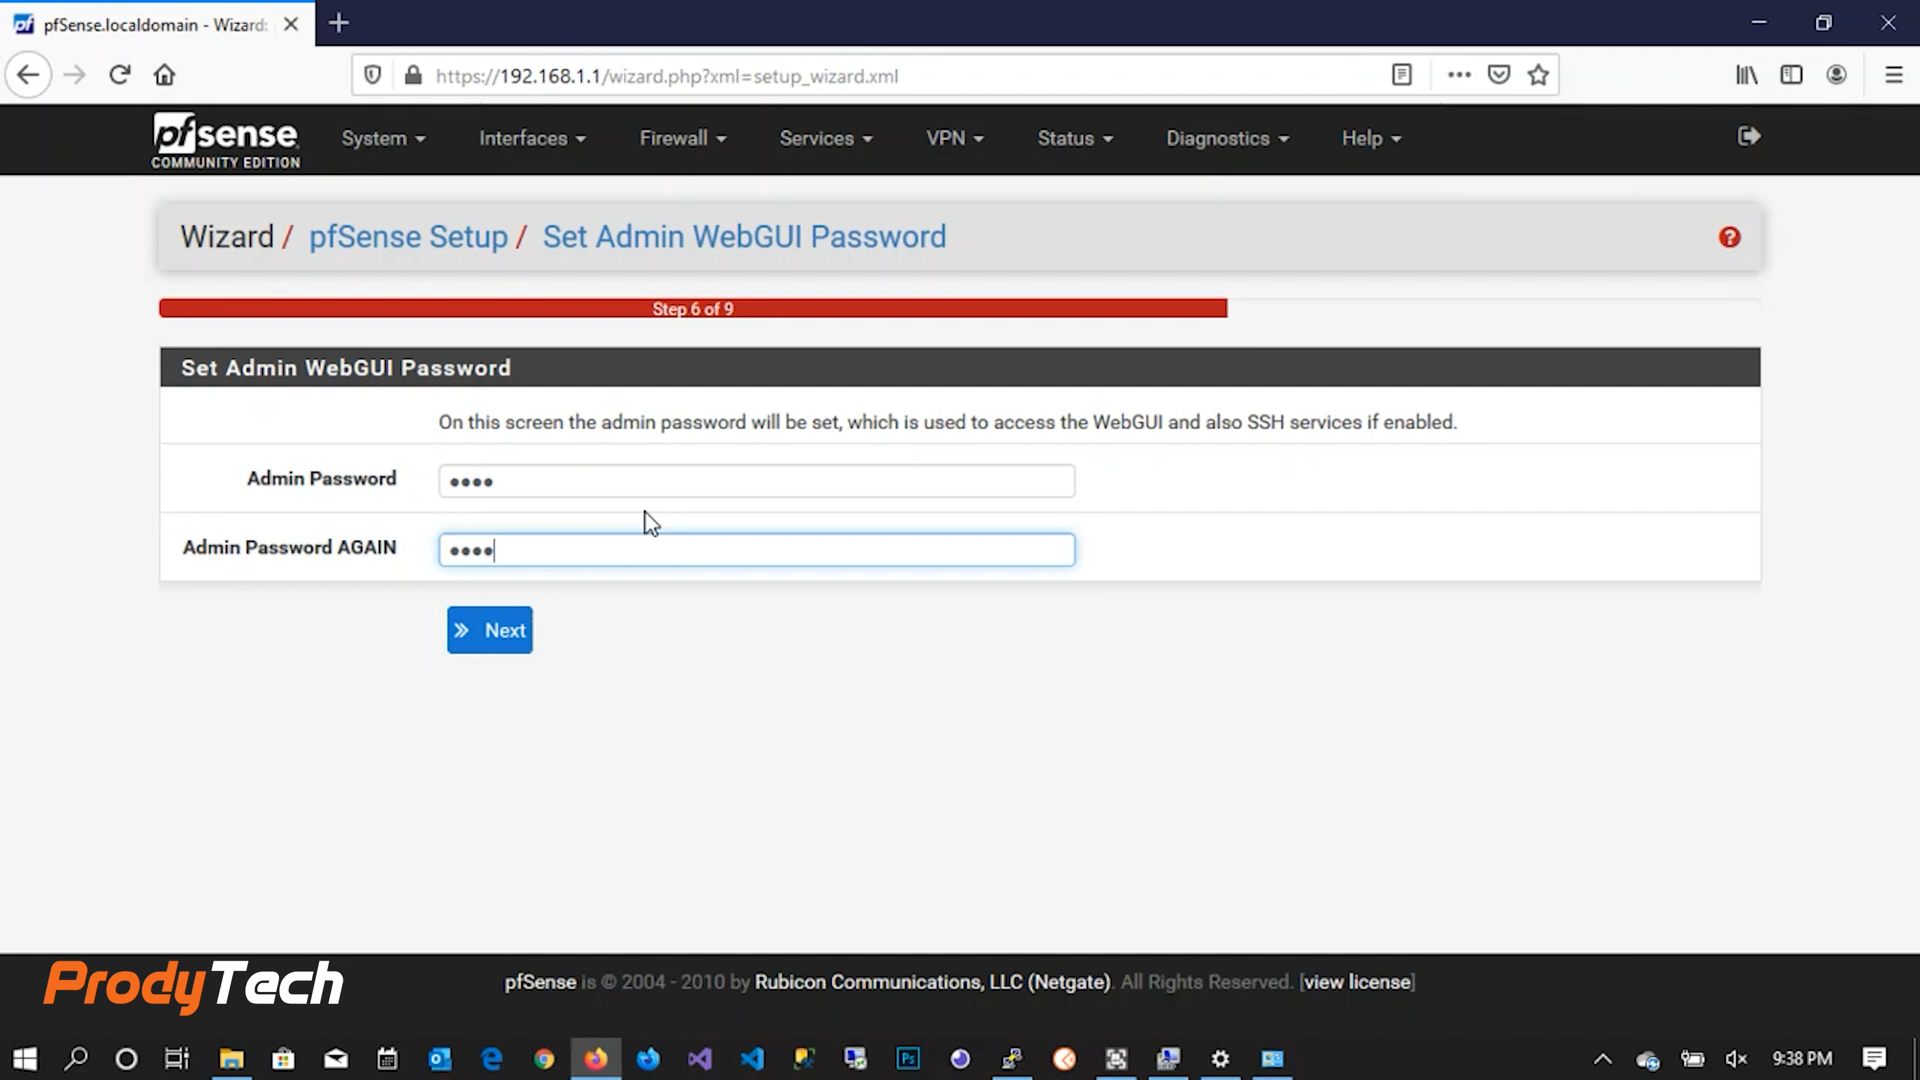 pfSense.localdomain - Wizard:
https://192.168.1.1/wizard.php?xml=setup_wizard.xml
pfsense
COMMUNITY EDITION
System
Interfaces
Firewall
Services
VPN
Status
Diagnostics
Help
Wizard / pfSense Setup / Set Admin WebGUI Password
Step 6 of 9
Set Admin WebGUI Password
On this screen the admin password will be set, which is used to access the WebGUI and also SSH services if enabled.
Admin Password
••••
Admin Password AGAIN
••••
Next
ProdyTech
pfSense is © 2004 - 2010 by Rubicon Communications, LLC (Netgate). All Rights Reserved. [view license]
Ps
9:38 PM